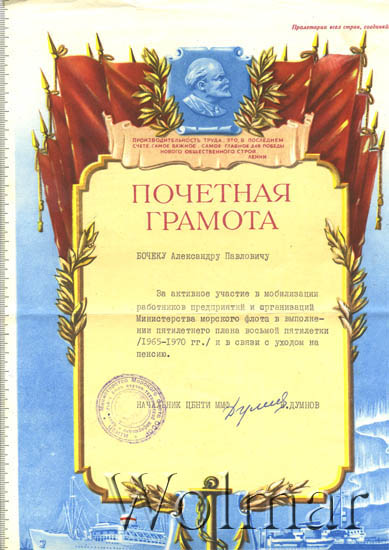 Пролетарии всех стран, соединяй
ПРОИЗВОДИТЕЛЬНОСТЬ ТРУДА, ЭТО, В ПОСЛЕДНЕМ
СЧЕТЕ, САМОЕ ВАЖНОЕ, САМОЕ ГЛАВНОЕ ДЛЯ ПОБЕДЫ
НОВОГО ОБЩЕСТВЕННОГО СТРОЯ.
ЛЕНИН
ПОЧЕТНАЯ
ГРАМОТА
БОЧЕКУ Александру Павловичу
За активное участие в мобилизации
работников предприятий и организаций
Министерства морского флота в выполне-
нии пятилетнего плана восьмой пятилетки
/1965-1970 гг./ и в связи с уходом на
пенсию.
НАЧАЛЬНИК ЦБНТИ ММФ ДУМНОВ
Wolmar